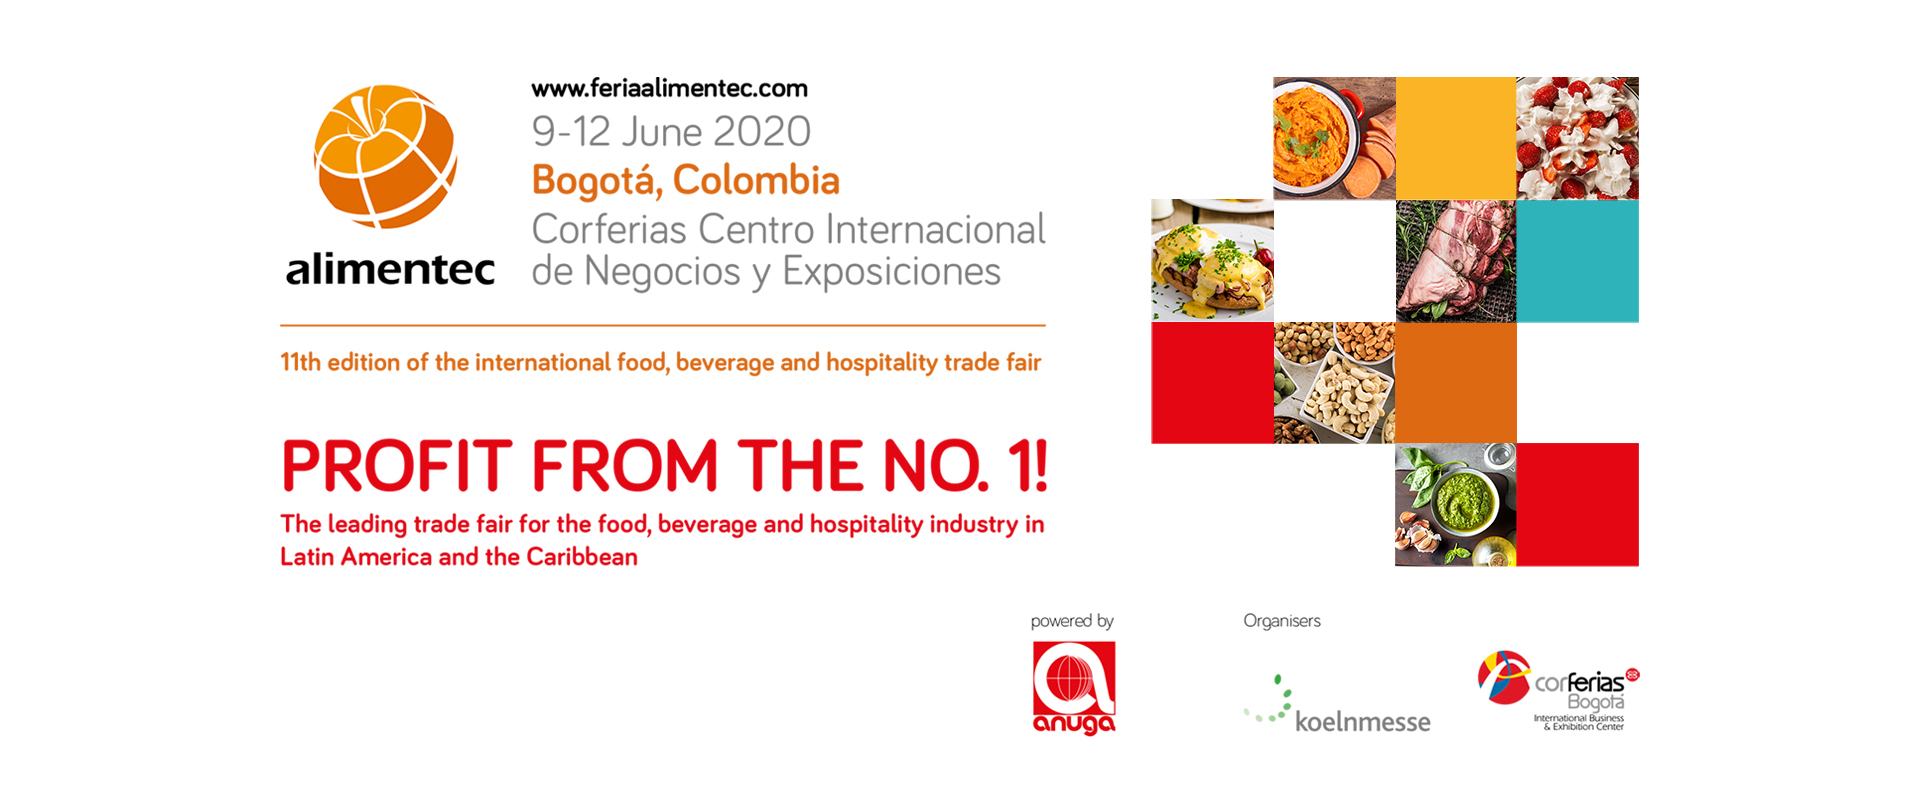 alimentec
www.feriaalimentec.com
9-12 June 2020
Bogotá, Colombia
Corferias Centro Internacional
de Negocios y Exposiciones
11th edition of the international food, beverage and hospitality trade fair
PROFIT FROM THE NO. 1!
The leading trade fair for the food, beverage and hospitality industry in
Latin America and the Caribbean
powered by
anuga
Organisers
koelnmesse
corferias
Bogotá
International Business
& Exhibition Center